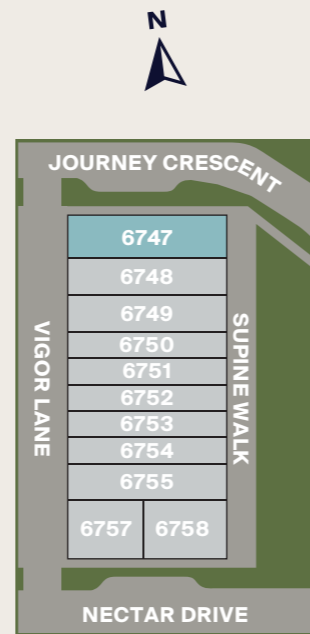 N
JOURNEY CRESCENT
6747
6748
6749
6750
6751
6752
6753
6754
6755
6757 6758
VIGOR LANE
SUPINE WALK
NECTAR DRIVE